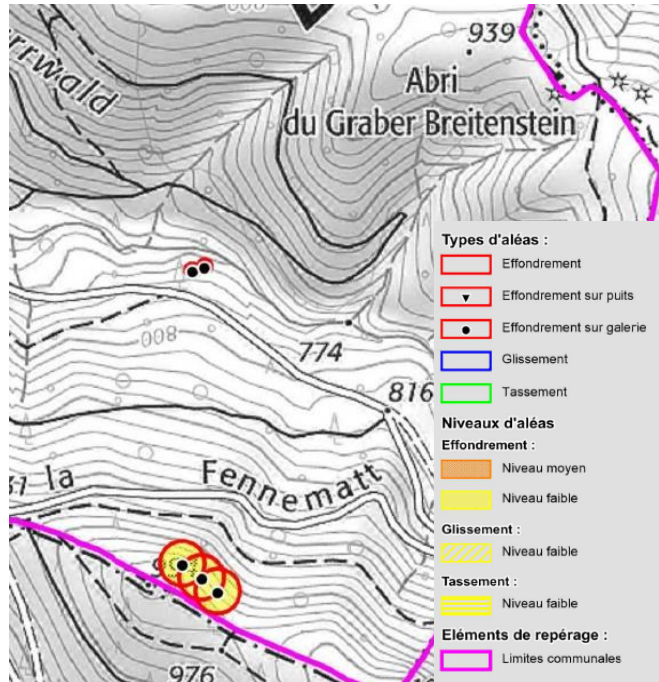 939
Abri
du Graber Breitenstein
800
774
816
la
Fennematt
976
Types d'aléas :
Effondrement
Effondrement sur puits
Effondrement sur galerie
Glissement
Tassement
Niveaux d'aléas
Effondrement :
Niveau moyen
Niveau faible
Glissement :
Niveau faible
Tassement :
Niveau faible
Eléments de repérage :
Limites communales